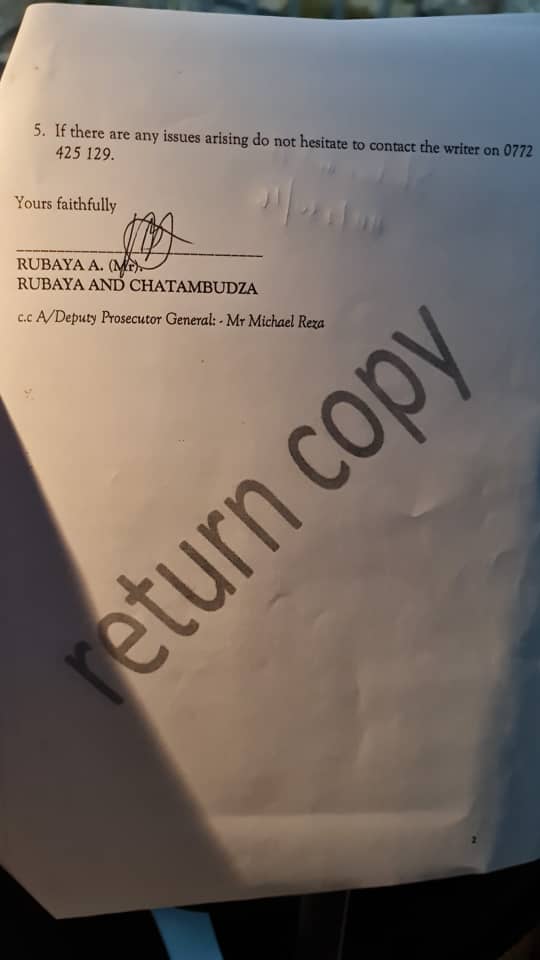 5. If there are any issues arising do not hesitate to contact the writer on 0772
425 129.
Yours faithfully
RUBAYA A. (Mr).
RUBAYA AND CHATAMBUDZA
c.c A/Deputy Prosecutor General: - Mr Michael Reza
return copy
2